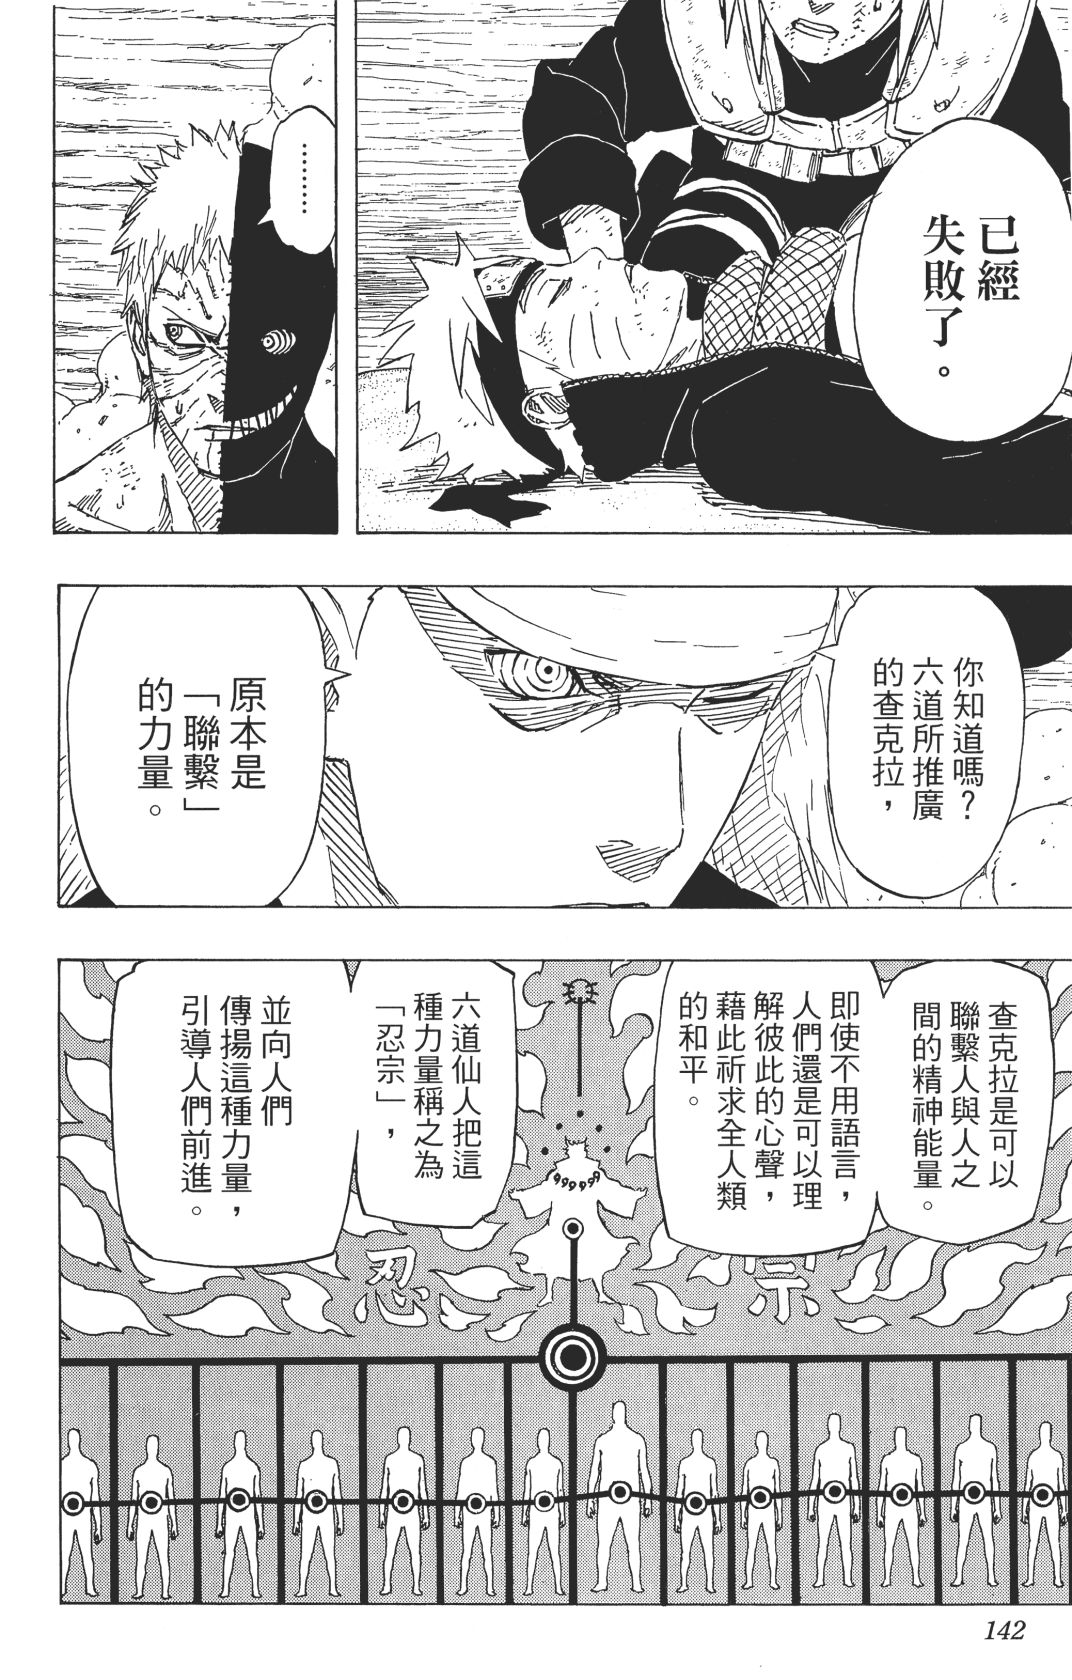 已經
失敗了。
…………
你知道嗎？
六道所推廣
的查克拉，
原本是
「聯繫」
的力量。
查克拉是可以
聯繫人與人之
間的精神能量。
即使不用語言，
人們還是可以理
解彼此的心聲，
藉此祈求全人類
的和平。
六道仙人把這
種力量稱之為
「忍宗」，
並向人們
傳揚這種力量，
引導人們前進。
忍
宗
142